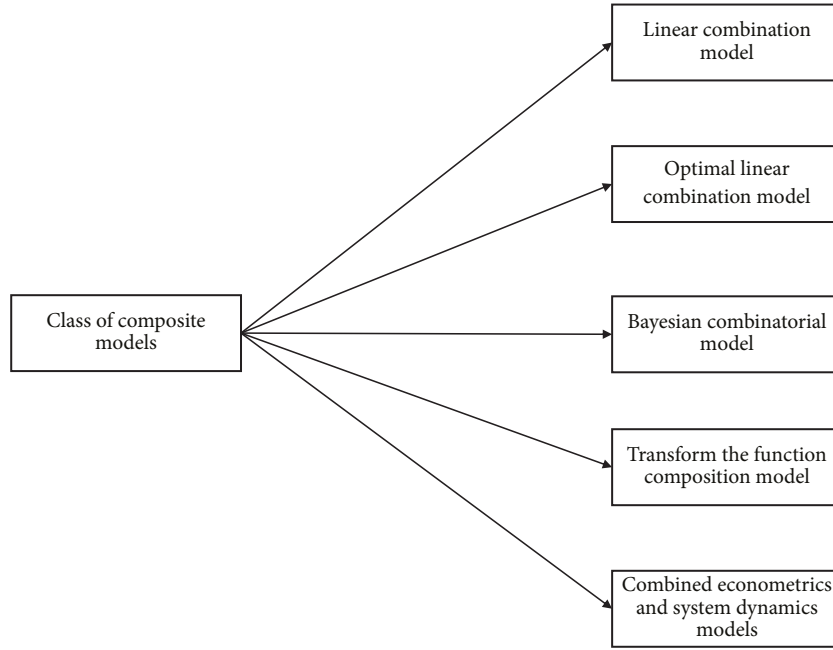 Linear combination
model
Optimal linear
combination model
Class of composite
models
Bayesian combinatorial
model
Transform the function
composition model
Combined econometrics
and system dynamics
models